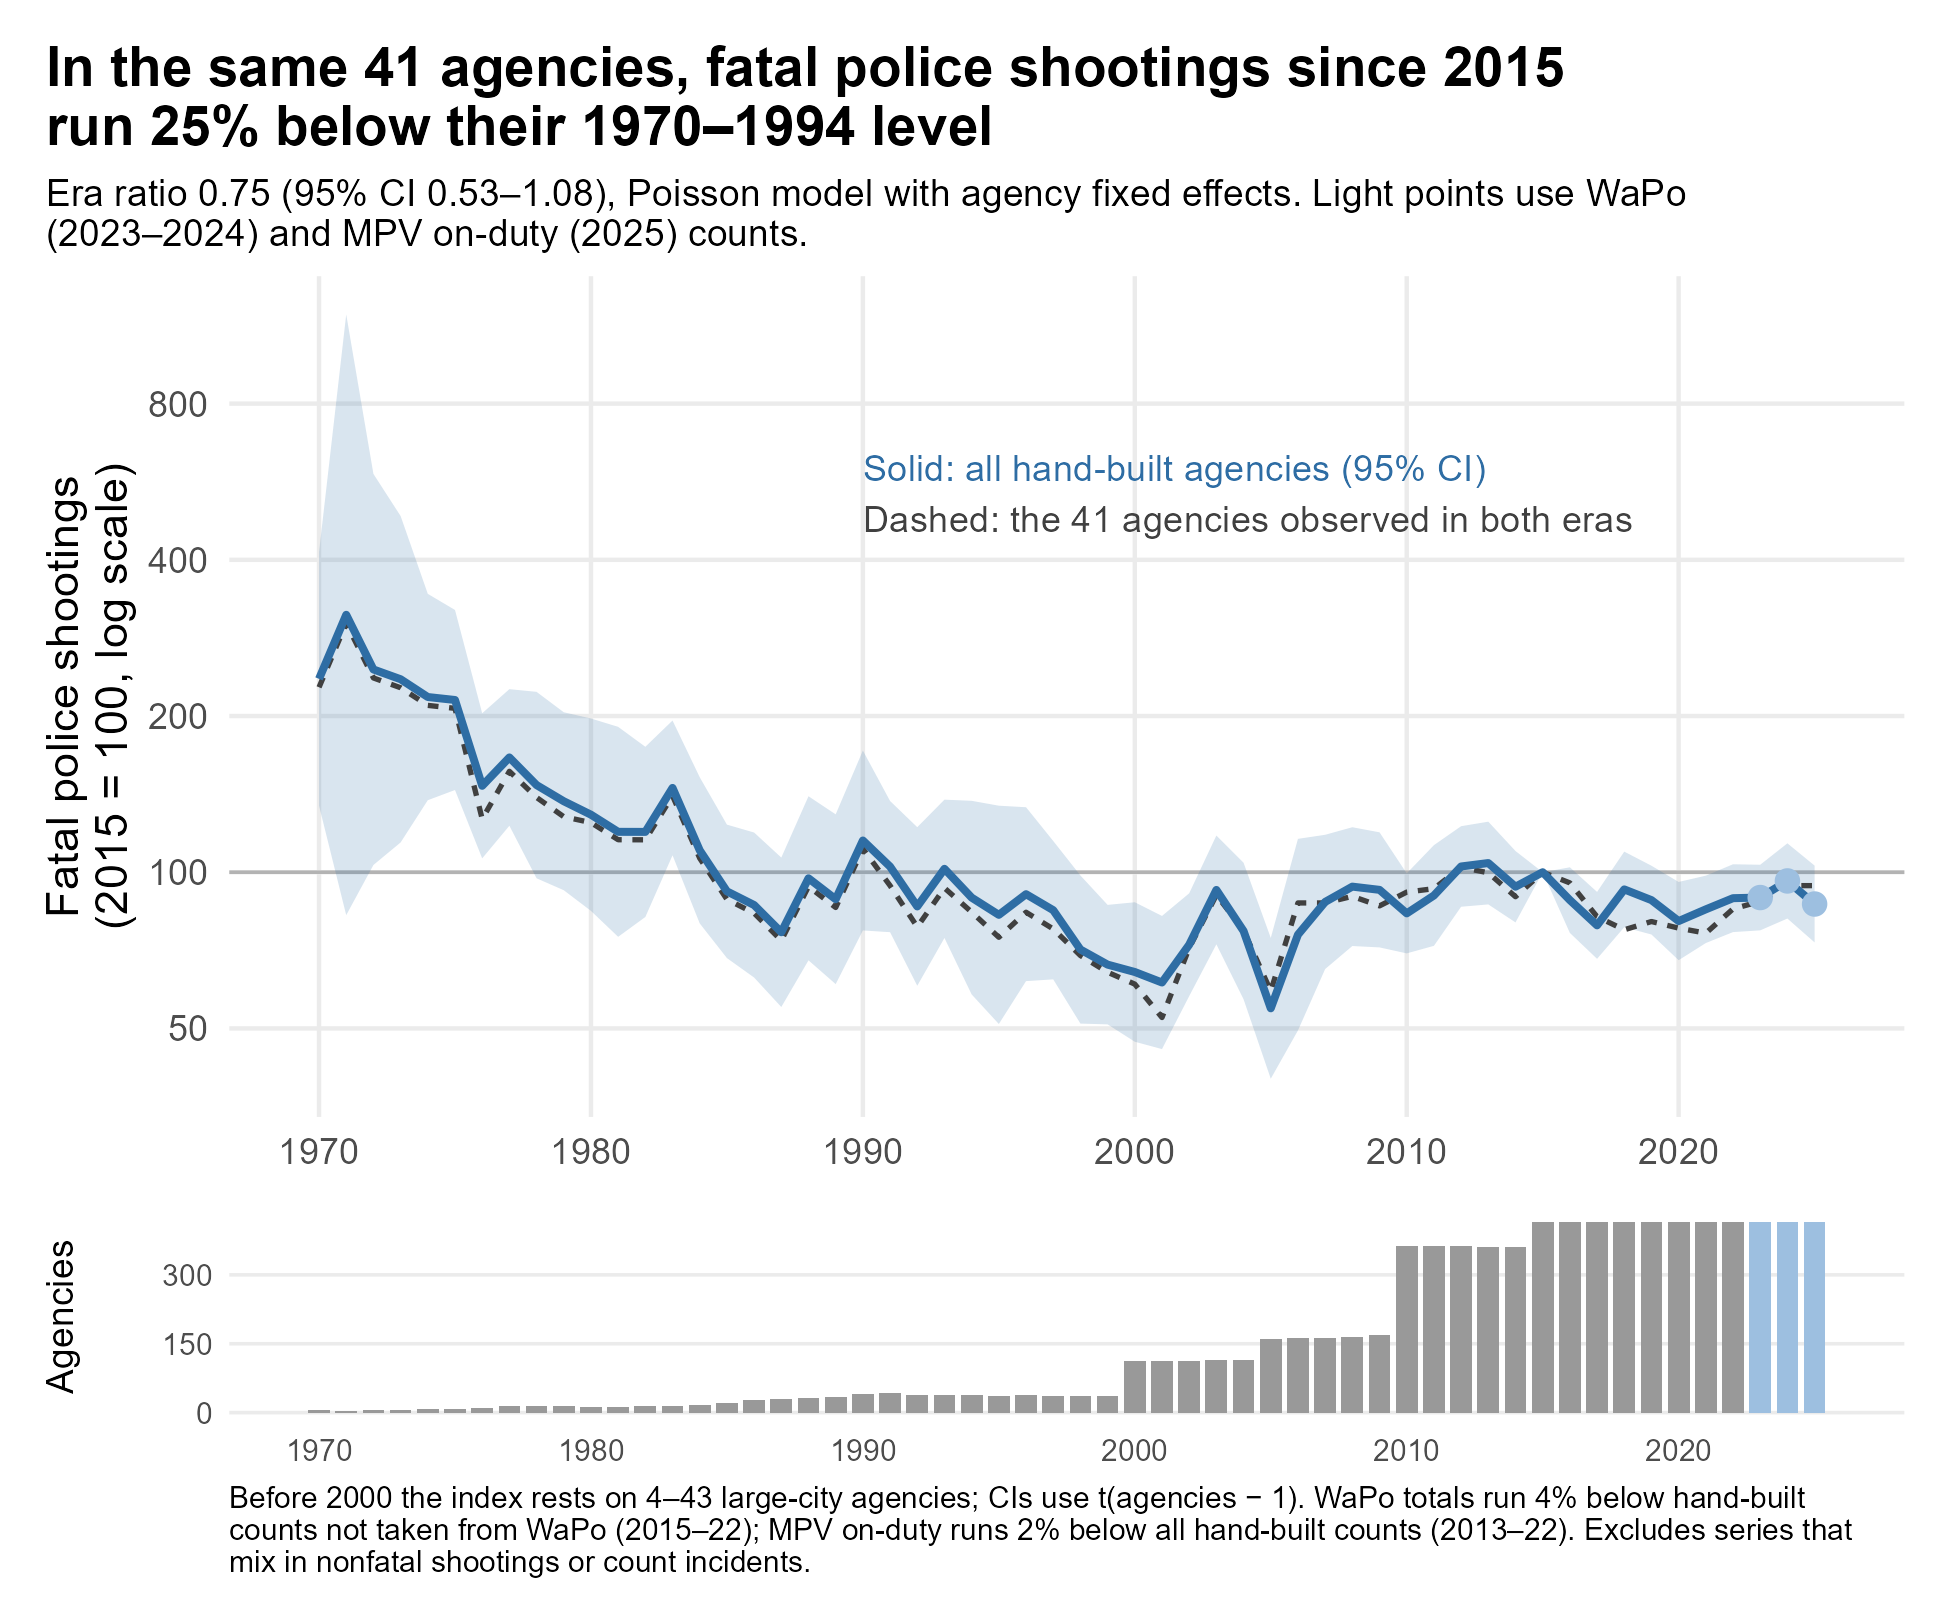 In the same 41 agencies, fatal police shootings since 2015
run 25% below their 1970–1994 level
Era ratio 0.75 (95% CI 0.53–1.08), Poisson model with agency fixed effects. Light points use WaPo
(2023–2024) and MPV on-duty (2025) counts.
Fatal police shootings
(2015 = 100, log scale)
800
400
200
100
50
Solid: all hand-built agencies (95% CI)
Dashed: the 41 agencies observed in both eras
1970
1980
1990
2000
2010
2020
Agencies
300
150
0
1970
1980
1990
2000
2010
2020
Before 2000 the index rests on 4–43 large-city agencies; CIs use t(agencies − 1). WaPo totals run 4% below hand-built
counts not taken from WaPo (2015–22); MPV on-duty runs 2% below all hand-built counts (2013–22). Excludes series that
mix in nonfatal shootings or count incidents.